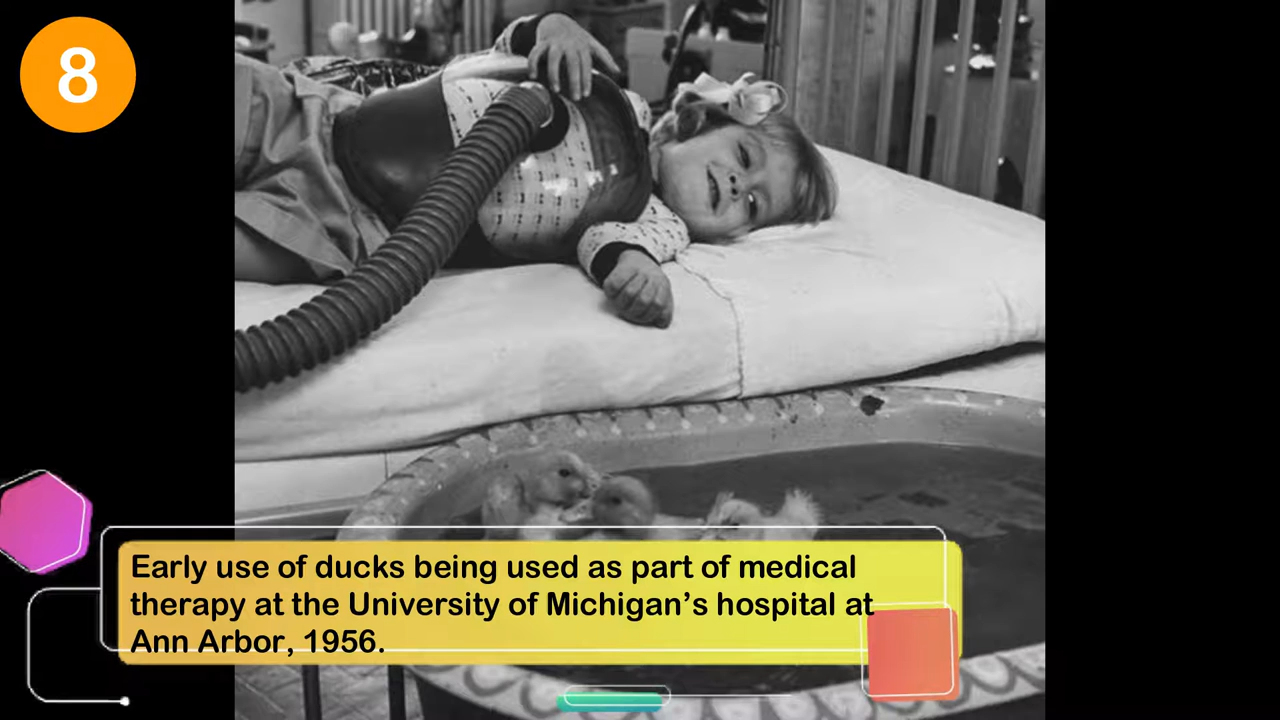 8
Early use of ducks being used as part of medical
therapy at the University of Michigan’s hospital at
Ann Arbor, 1956.